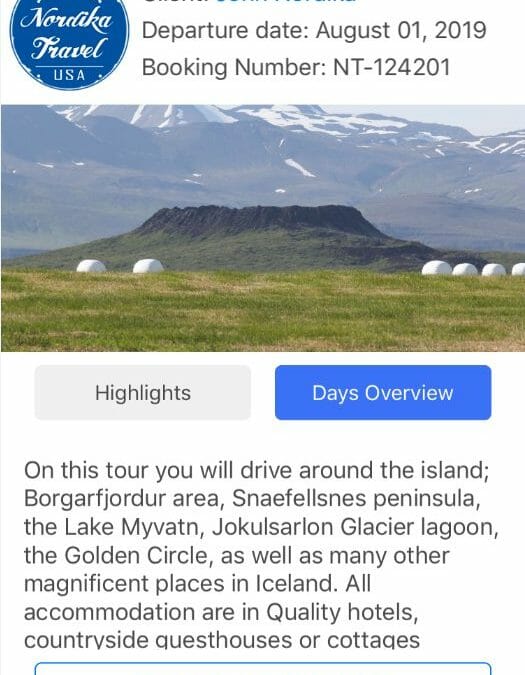 Nordika
Travel
USA
Departure date: August 01, 2019
Booking Number: NT-124201
Highlights
Days Overview
On this tour you will drive around the island;
Borgarfjordur area, Snaefellsnes peninsula,
the Lake Myvatn, Jokulsarlon Glacier lagoon,
the Golden Circle, as well as many other
magnificent places in Iceland. All
accommodation are in Quality hotels,
countryside guesthouses or cottages